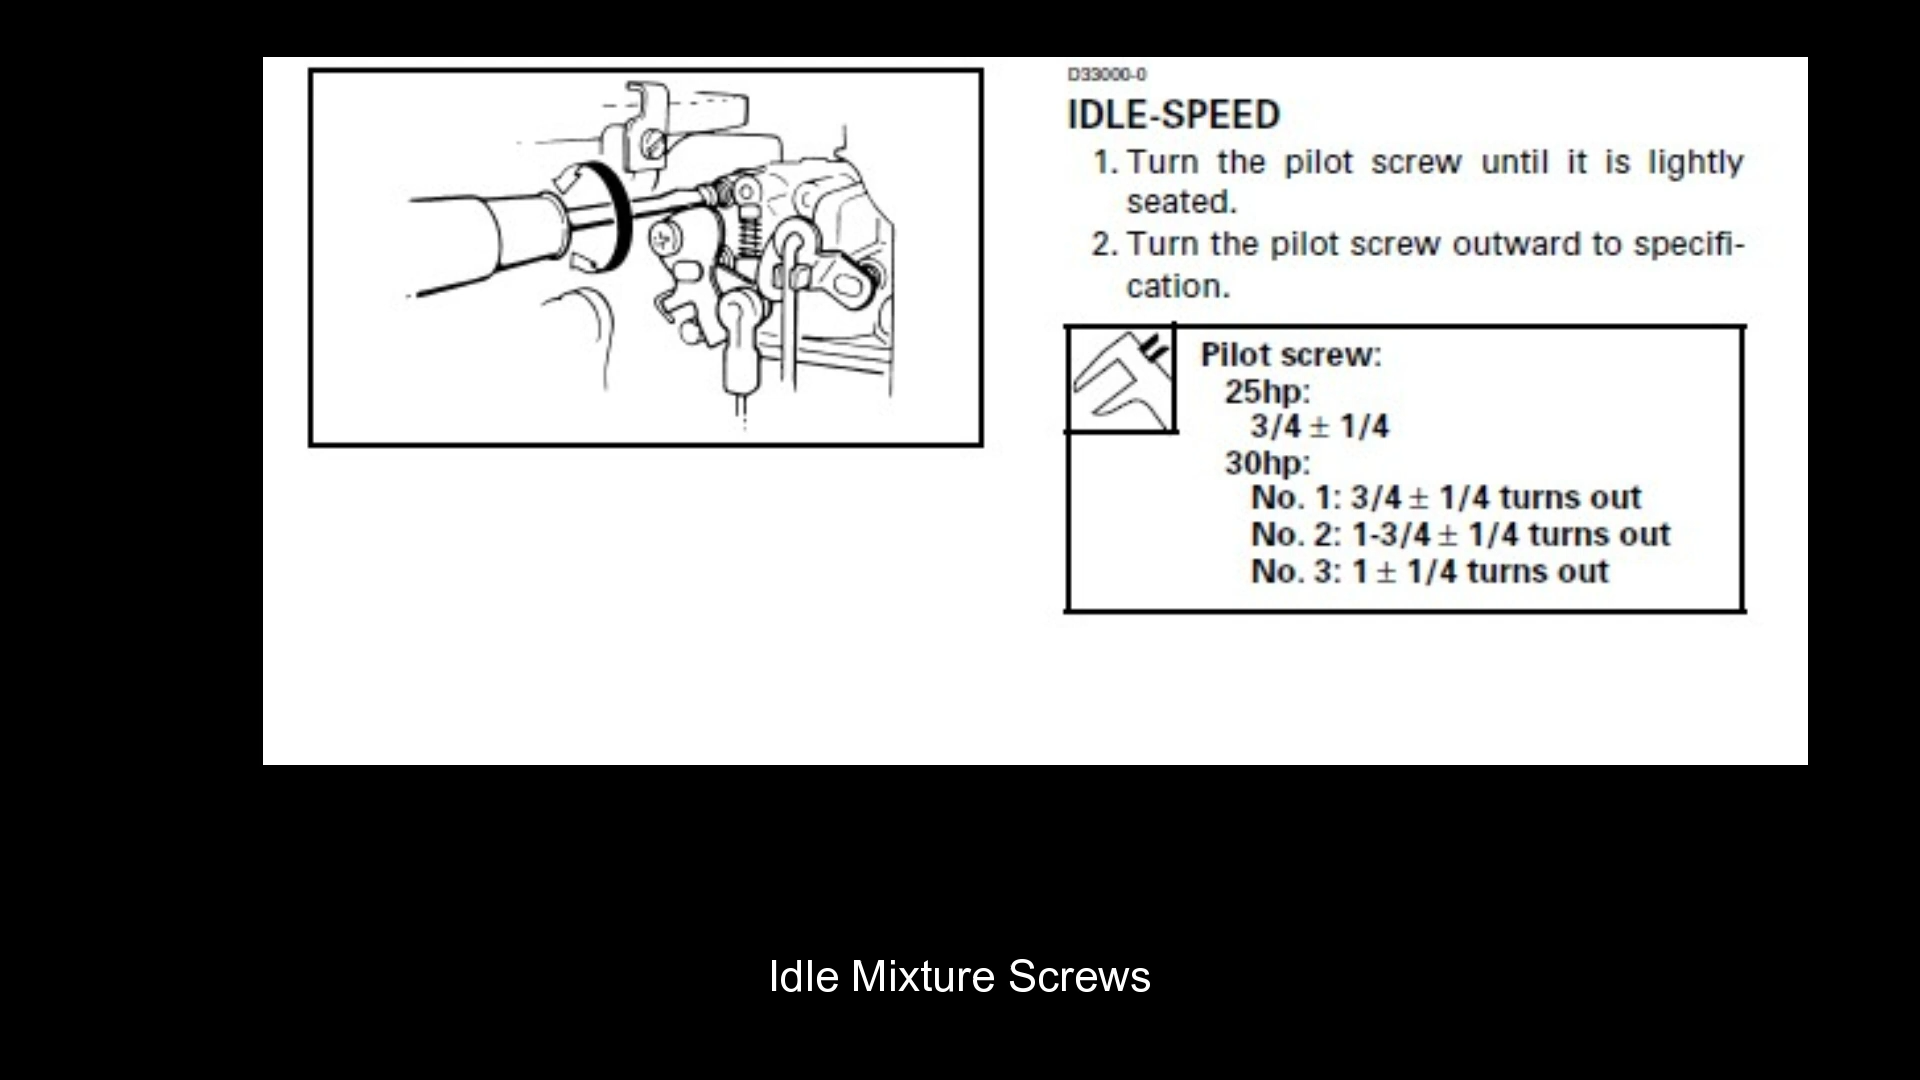 D33000-0
IDLE-SPEED
1. Turn the pilot screw until it is lightly
seated.
2. Turn the pilot screw outward to specifi-
cation.
Pilot screw:
25hp:
3/4 ± 1/4
30hp:
No. 1: 3/4 ± 1/4 turns out
No. 2: 1-3/4 ± 1/4 turns out
No. 3: 1 ± 1/4 turns out
Idle Mixture Screws